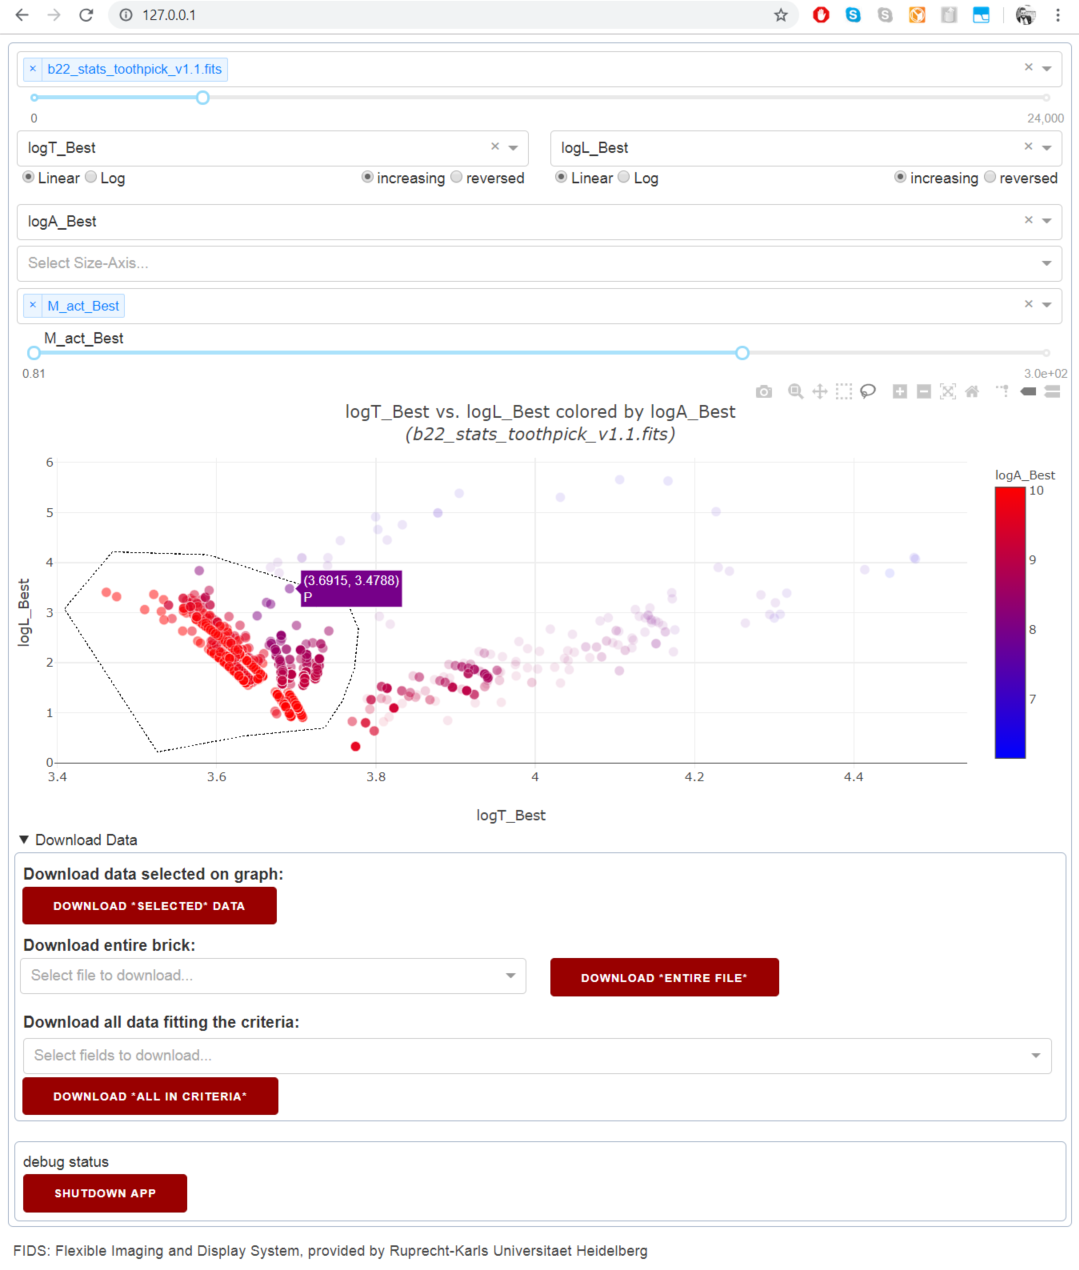 127.0.0.1
× b22_stats_toothpick_v1.1.fits ×
0 24,000
logT_Best × logL_Best ×
Linear Log increasing reversed Linear Log increasing reversed
logA_Best ×
Select Size-Axis...
× M_act_Best ×
M_act_Best
0.81 3.0e+02
logT_Best vs. logL_Best colored by logA_Best
(b22_stats_toothpick_v1.1.fits)
logA_Best
6
5
4
3
2
1
0
logL_Best
(3.6915, 3.4788)
P
10
9
8
7
3.4 3.6 3.8 4 4.2 4.4
logT_Best
▼ Download Data
Download data selected on graph:
DOWNLOAD *SELECTED* DATA
Download entire brick:
Select file to download...
DOWNLOAD *ENTIRE FILE*
Download all data fitting the criteria:
Select fields to download...
DOWNLOAD *ALL IN CRITERIA*
debug status
SHUTDOWN APP
FIDS: Flexible Imaging and Display System, provided by Ruprecht-Karls Universitaet Heidelberg